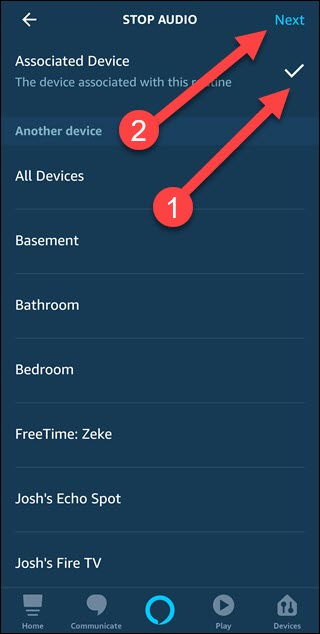 STOP AUDIO
Next
Associated Device
The device associated with this routine
Another device
2
1
All Devices
Basement
Bathroom
Bedroom
FreeTime: Zeke
Josh's Echo Spot
Josh's Fire TV
Home
Communicate
Play
Devices